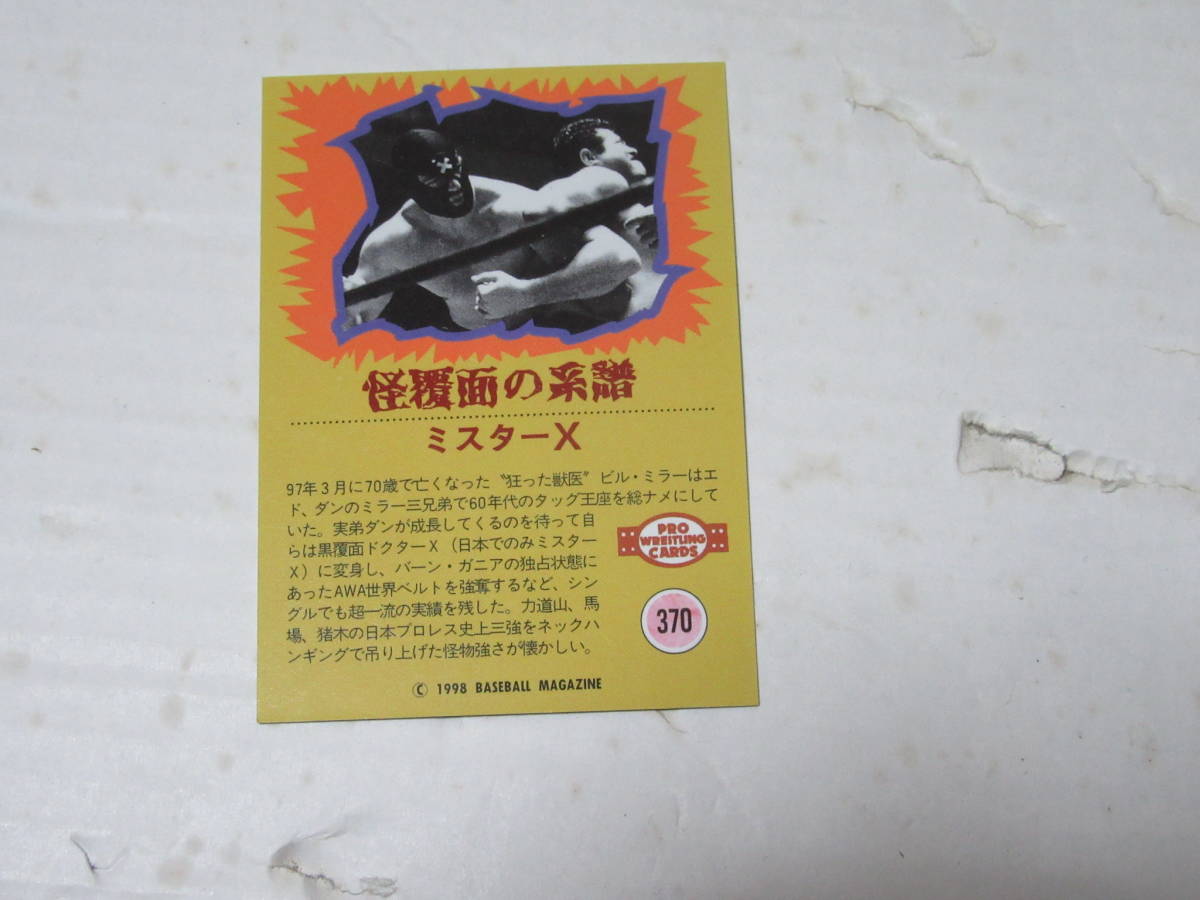 怪覆面の系譜
ミスターX
97年3月に70歳で亡くなった〝狂った獣医〞ビル・ミラーはエ
ド、ダンのミラー三兄弟で60年代のタッグ王座を総ナメにして
いた。実弟ダンが成長してくるのを待って自
らは黒覆面ドクターX（日本でのみミスター
X）に変身し、バーン・ガニアの独占状態に
あったAWA世界ベルトを強奪するなど、シン
グルでも超一流の実績を残した。力道山、馬
場、猪木の日本プロレス史上三強をネックハ
ンギングで吊り上げた怪物強さが懐かしい。
PRO
WRESTLING
CARDS
370
© 1998 BASEBALL MAGAZINE